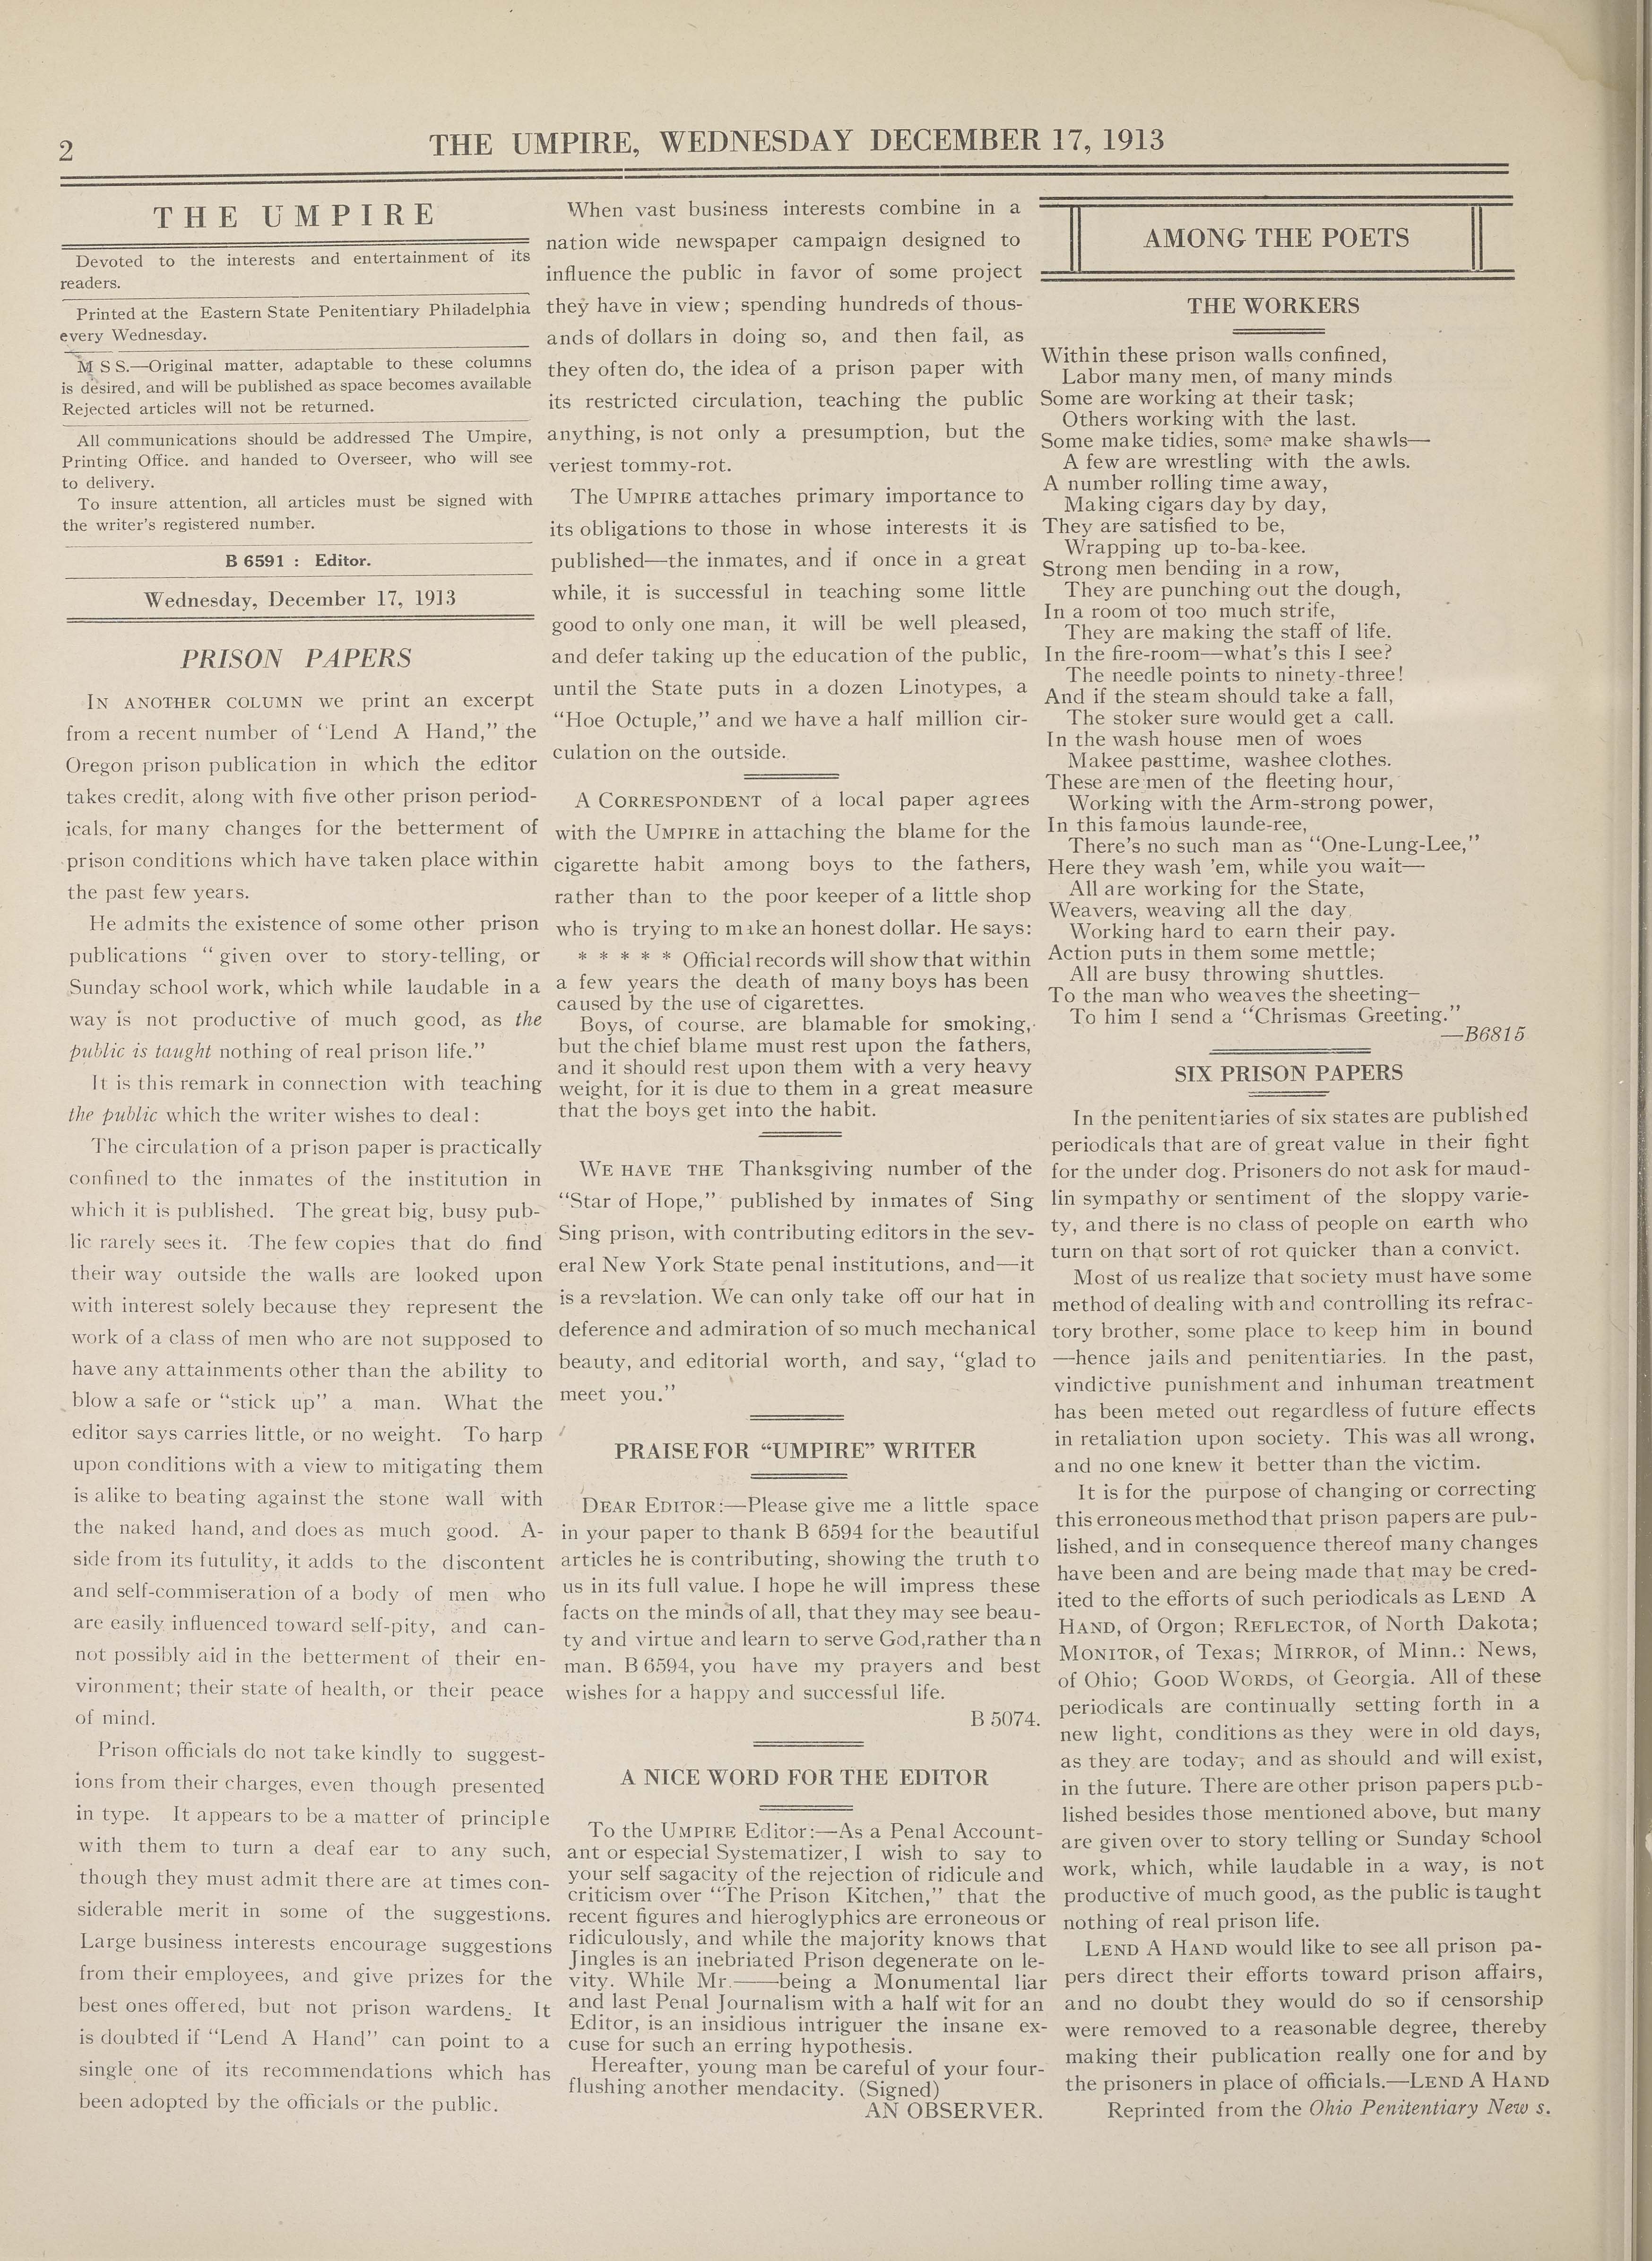 2
THE UMPIRE, WEDNESDAY DECEMBER 17, 1913
THE UMPIRE
Devoted to the interests and entertainment of its
readers.
Printed at the Eastern State Penitentiary Philadelphia
every Wednesday.
M S S.—Original matter, adaptable to these columns
is desired, and will be published as space becomes available
Rejected articles will not be returned.
All communications should be addressed The Umpire,
Printing Office. and handed to Overseer, who will see
to delivery.
To insure attention, all articles must be signed with
the writer's registered number.
B 6591 : Editor.
Wednesday, December 17, 1913
PRISON PAPERS
IN ANOTHER COLUMN we print an excerpt
from a recent number of "Lend A Hand," the
Oregon prison publication in which the editor
takes credit, along with five other prison period-
icals, for many changes for the betterment of
prison conditions which have taken place within
the past few years.
He admits the existence of some other prison
publications "given over to story-telling, or
Sunday school work, which while laudable in a
way is not productive of much good, as the
public is taught nothing of real prison life."
It is this remark in connection with teaching
the public which the writer wishes to deal:
The circulation of a prison paper is practically
confined to the inmates of the institution in
which it is published. The great big, busy pub-
lic rarely sees it. The few copies that do find
their way outside the walls are looked upon
with interest solely because they represent the
work of a class of men who are not supposed to
have any attainments other than the ability to
blow a safe or "stick up" a man. What the
editor says carries little, or no weight. To harp
upon conditions with a view to mitigating them
is alike to beating against the stone wall with
the naked hand, and does as much good. A-
side from its futulity, it adds to the discontent
and self-commiseration of a body of men who
are easily influenced toward self-pity, and can-
not possibly aid in the betterment of their en-
vironment; their state of health, or their peace
of mind.
Prison officials do not take kindly to suggest-
ions from their charges, even though presented
in type. It appears to be a matter of principle
with them to turn a deaf ear to any such,
though they must admit there are at times con-
siderable merit in some of the suggestions.
Large business interests encourage suggestions
from their employees, and give prizes for the
best ones offered, but not prison wardens. It
is doubted if "Lend A Hand" can point to a
single one of its recommendations which has
been adopted by the officials or the public.
When vast business interests combine in a
nation wide newspaper campaign designed to
influence the public in favor of some project
they have in view; spending hundreds of thous-
ands of dollars in doing so, and then fail, as
they often do, the idea of a prison paper with
its restricted circulation, teaching the public
anything, is not only a presumption, but the
veriest tommy-rot.
The UMPIRE attaches primary importance to
its obligations to those in whose interests it is
published—the inmates, and if once in a great
while, it is successful in teaching some little
good to only one man, it will be well pleased,
and defer taking up the education of the public,
until the State puts in a dozen Linotypes, a
"Hoe Octuple," and we have a half million cir-
culation on the outside.
A CORRESPONDENT of a local paper agrees
with the UMPIRE in attaching the blame for the
cigarette habit among boys to the fathers,
rather than to the poor keeper of a little shop
who is trying to make an honest dollar. He says:
* * * * * Official records will show that within
a few years the death of many boys has been
caused by the use of cigarettes.
Boys, of course, are blamable for smoking,
but the chief blame must rest upon the fathers,
and it should rest upon them with a very heavy
weight, for it is due to them in a great measure
that the boys get into the habit.
WE HAVE THE Thanksgiving number of the
"Star of Hope," published by inmates of Sing
Sing prison, with contributing editors in the sev-
eral New York State penal institutions, and—it
is a revelation. We can only take off our hat in
deference and admiration of so much mechanical
beauty, and editorial worth, and say, "glad to
meet you."
PRAISE FOR "UMPIRE" WRITER
DEAR EDITOR:—Please give me a little space
in your paper to thank B 6594 for the beautiful
articles he is contributing, showing the truth to
us in its full value. I hope he will impress these
facts on the minds of all, that they may see beau-
ty and virtue and learn to serve God,rather than
man. B 6594, you have my prayers and best
wishes for a happy and successful life.
B 5074.
A NICE WORD FOR THE EDITOR
To the UMPIRE Editor:—As a Penal Account-
ant or especial Systematizer, I wish to say to
your self sagacity of the rejection of ridicule and
criticism over "The Prison Kitchen," that the
recent figures and hieroglyphics are erroneous or
ridiculously, and while the majority knows that
Jingles is an inebriated Prison degenerate on le-
vity. While Mr.——being a Monumental liar
and last Penal Journalism with a half wit for an
Editor, is an insidious intriguer the insane ex-
cuse for such an erring hypothesis.
Hereafter, young man be careful of your four-
flushing another mendacity. (Signed)
AN OBSERVER.
AMONG THE POETS
THE WORKERS
Within these prison walls confined,
Labor many men, of many minds
Some are working at their task;
Others working with the last.
Some make tidies, some make shawls—
A few are wrestling with the awls.
A number rolling time away,
Making cigars day by day,
They are satisfied to be,
Wrapping up to-ba-kee.
Strong men bending in a row,
They are punching out the dough,
In a room of too much strife,
They are making the staff of life.
In the fire-room—what's this I see?
The needle points to ninety-three!
And if the steam should take a fall,
The stoker sure would get a call.
In the wash house men of woes
Makee pasttime, washee clothes.
These are men of the fleeting hour,
Working with the Arm-strong power,
In this famous launde-ree,
There's no such man as "One-Lung-Lee,"
Here they wash 'em, while you wait—
All are working for the State,
Weavers, weaving all the day
Working hard to earn their pay.
Action puts in them some mettle;
All are busy throwing shuttles.
To the man who weaves the sheeting—
To him I send a "Chrismas Greeting."
—B6815
SIX PRISON PAPERS
In the penitentiaries of six states are published
periodicals that are of great value in their fight
for the under dog. Prisoners do not ask for maud-
lin sympathy or sentiment of the sloppy varie-
ty, and there is no class of people on earth who
turn on that sort of rot quicker than a convict.
Most of us realize that society must have some
method of dealing with and controlling its refrac-
tory brother, some place to keep him in bound
—hence jails and penitentiaries. In the past,
vindictive punishment and inhuman treatment
has been meted out regardless of future effects
in retaliation upon society. This was all wrong,
and no one knew it better than the victim.
It is for the purpose of changing or correcting
this erroneous method that prison papers are pub-
lished, and in consequence thereof many changes
have been and are being made that may be cred-
ited to the efforts of such periodicals as LEND A
HAND, of Orgon; REFLECTOR, of North Dakota;
MONITOR, of Texas; MIRROR, of Minn.: News,
of Ohio; GOOD WORDS, of Georgia. All of these
periodicals are continually setting forth in a
new light, conditions as they were in old days,
as they are today, and as should and will exist,
in the future. There are other prison papers pub-
lished besides those mentioned above, but many
are given over to story telling or Sunday school
work, which, while laudable in a way, is not
productive of much good, as the public is taught
nothing of real prison life.
LEND A HAND would like to see all prison pa-
pers direct their efforts toward prison affairs,
and no doubt they would do so if censorship
were removed to a reasonable degree, thereby
making their publication really one for and by
the prisoners in place of officials.—LEND A HAND
Reprinted from the Ohio Penitentiary New s.